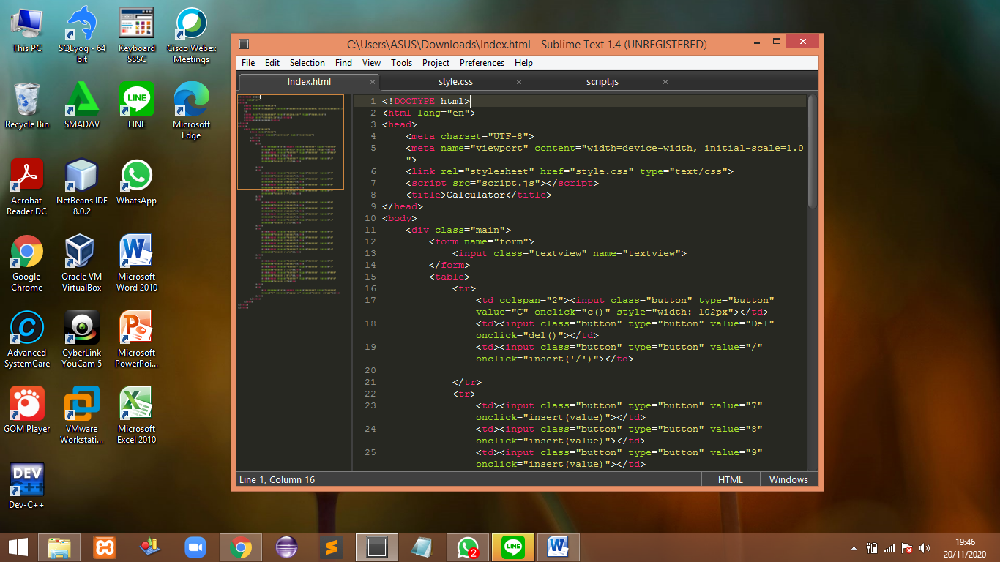 This PC
SQLyog - 64
bit
Keyboard
SSSC
Cisco Webex
Meetings
Recycle Bin
SMADΔV
LINE
LINE
Microsoft
Edge
Acrobat
Reader DC
NetBeans IDE
8.0.2
WhatsApp
Google
Chrome
Oracle VM
VirtualBox
Microsoft
Word 2010
Advanced
SystemCare
CyberLink
YouCam 5
Microsoft
PowerPoi...
GOM Player
VMware
Workstati...
Microsoft
Excel 2010
DEV
C++
Dev-C++
C:\Users\ASUS\Downloads\Index.html - Sublime Text 1.4 (UNREGISTERED)
File Edit Selection Find View Tools Project Preferences Help
Index.html × style.css × script.js ×
1 <!DOCTYPE html>
2 <html lang="en">
3 <head>
4 <meta charset="UTF-8">
5 <meta name="viewport" content="width=device-width, initial-scale=1.0
">
6 <link rel="stylesheet" href="style.css" type="text/css">
7 <script src="script.js"></script>
8 <title>Calculator</title>
9 </head>
10 <body>
11 <div class="main">
12 <form name="form">
13 <input class="textview" name="textview">
14 </form>
15 <table>
16 <tr>
17 <td colspan="2"><input class="button" type="button"
value="C" onclick="c()" style="width: 102px"></td>
18 <td><input class="button" type="button" value="Del"
onclick="del()"></td>
19 <td><input class="button" type="button" value="/"
onclick="insert('/')"></td>
20
21 </tr>
22 <tr>
23 <td><input class="button" type="button" value="7"
onclick="insert(value)"></td>
24 <td><input class="button" type="button" value="8"
onclick="insert(value)"></td>
25 <td><input class="button" type="button" value="9"
onclick="insert(value)"></td>
Line 1, Column 16
HTML
Windows
2
LINE
19:46
20/11/2020